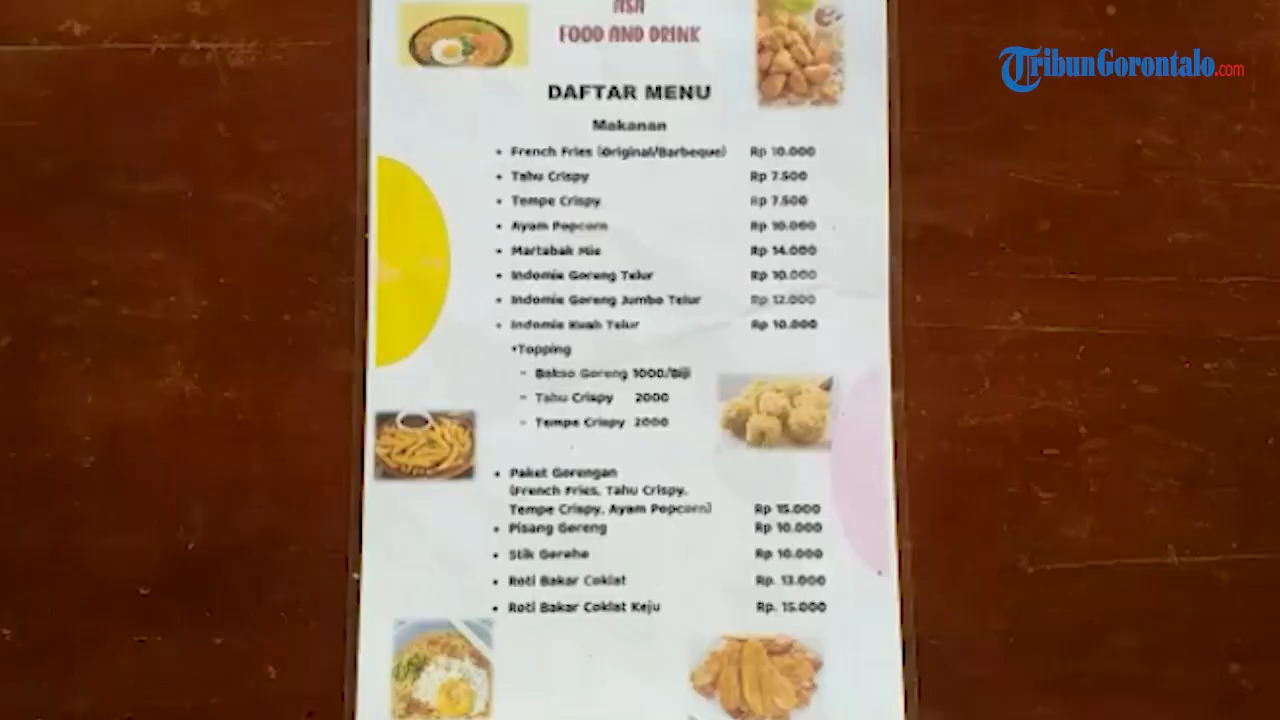 ASA
FOOD AND DRINK
TribunGorontalo.com
DAFTAR MENU
Makanan
• French Fries (Original/Barbeque) Rp 10.000
• Tahu Crispy Rp 7.500
• Tempe Crispy Rp 7.500
• Ayam Popcorn Rp 10.000
• Martabak Mie Rp 14.000
• Indomie Goreng Telur Rp 10.000
• Indomie Goreng Jumbo Telur Rp 12.000
• Indomie Kuah Telur Rp 10.000
*Topping
- Bakso Goreng 1000/Biji
- Tahu Crispy 2000
- Tempe Crispy 2000
• Paket Gorengan
(French Fries, Tahu Crispy,
Tempe Crispy, Ayam Popcorn) Rp 15.000
• Pisang Goreng Rp 10.000
• Stik Gerehe Rp 10.000
• Roti Bakar Coklat Rp. 13.000
• Roti Bakar Coklat Keju Rp. 15.000